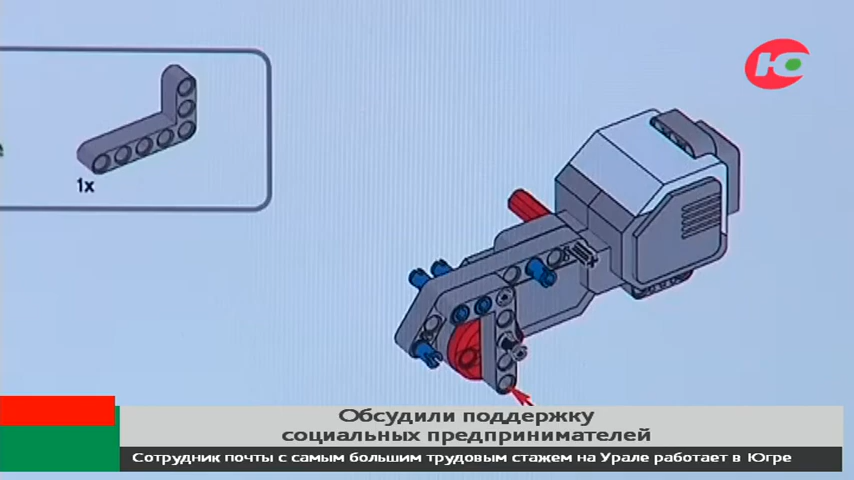 Ю
1x
Обсудили поддержку
социальных предпринимателей
Сотрудник почты с самым большим трудовым стажем на Урале работает в Югре